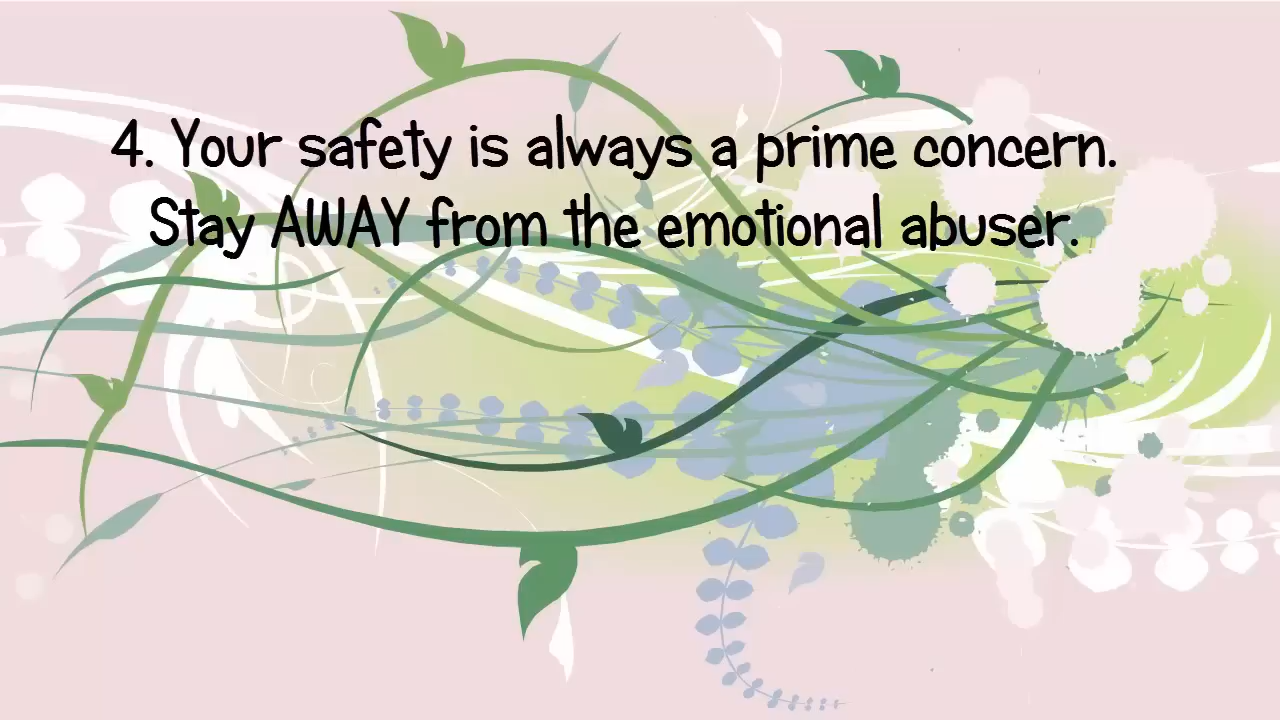 4. Your safety is always a prime concern.
Stay AWAY from the emotional abuser.